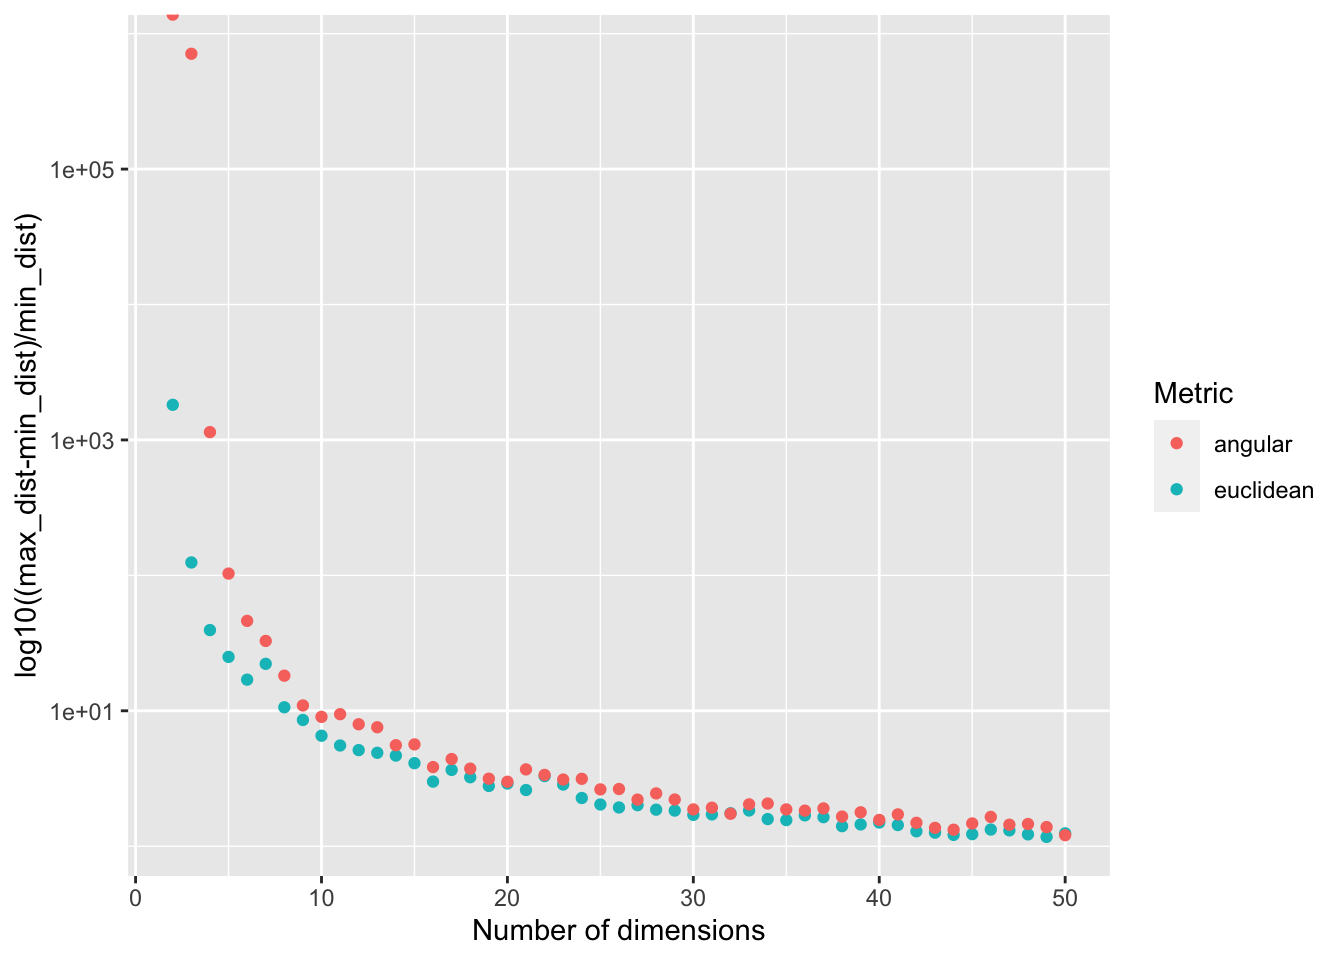 1e+05
1e+03
1e+01
log10((max_dist-min_dist)/min_dist)
0 10 20 30 40 50
Number of dimensions
Metric
angular
euclidean